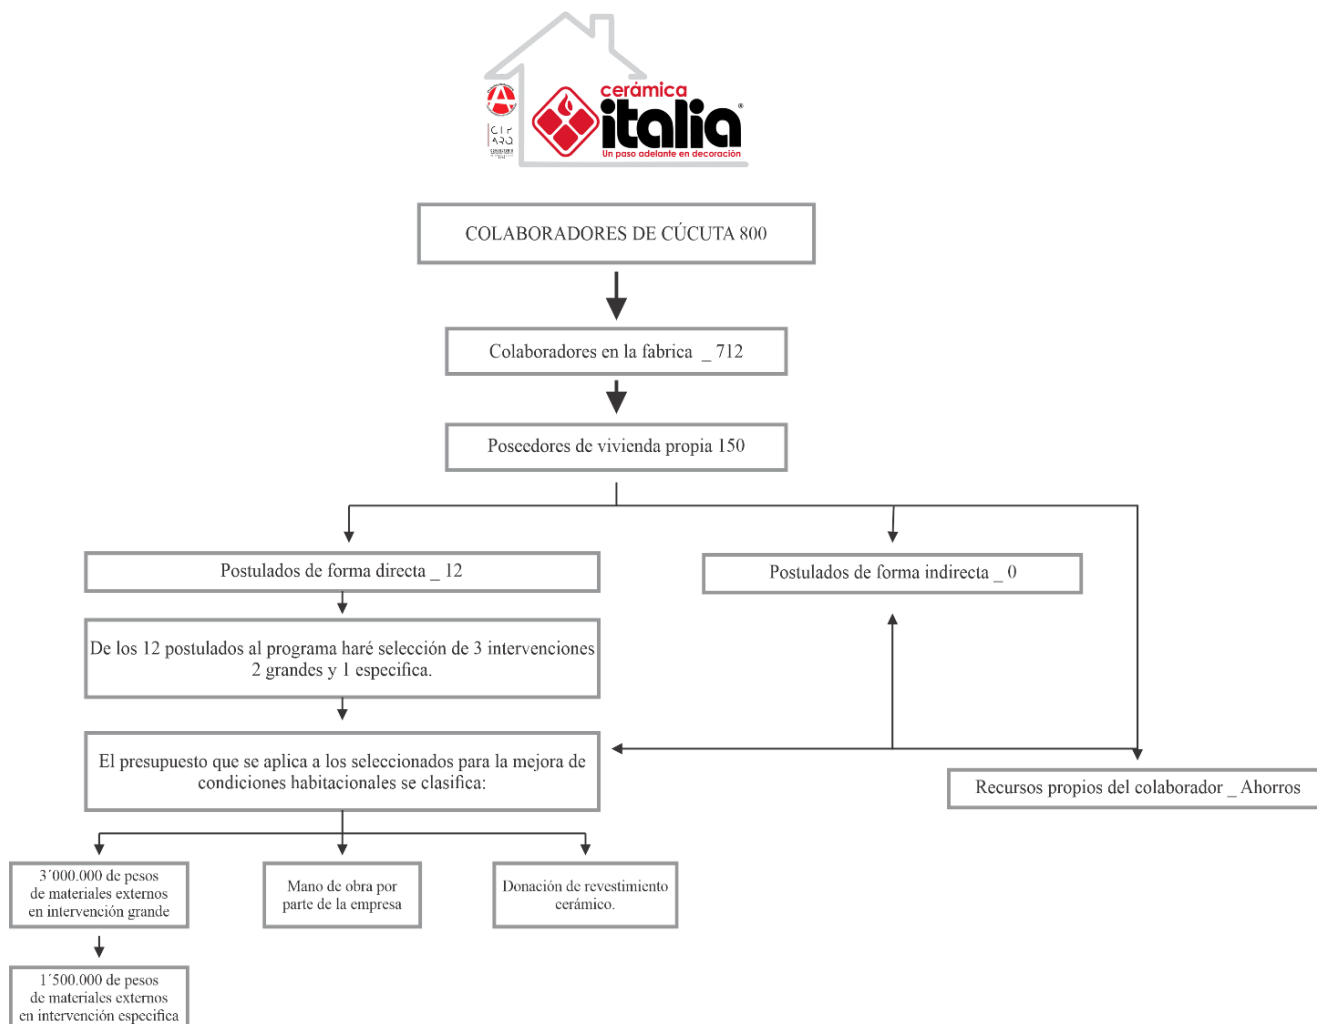 cerámica
italia®
Un paso adelante en decoración
A
COLABORADORES DE CÚCUTA 800
Colaboradores en la fabrica _ 712
Poseedores de vivienda propia 150
Postulados de forma directa _ 12
Postulados de forma indirecta _ 0
De los 12 postulados al programa haré selección de 3 intervenciones
2 grandes y 1 especifica.
El presupuesto que se aplica a los seleccionados para la mejora de
condiciones habitacionales se clasifica:
Recursos propios del colaborador _ Ahorros
3´000.000 de pesos
de materiales externos
en intervención grande
Mano de obra por
parte de la empresa
Donación de revestimiento
cerámico.
1´500.000 de pesos
de materiales externos
en intervención especifica